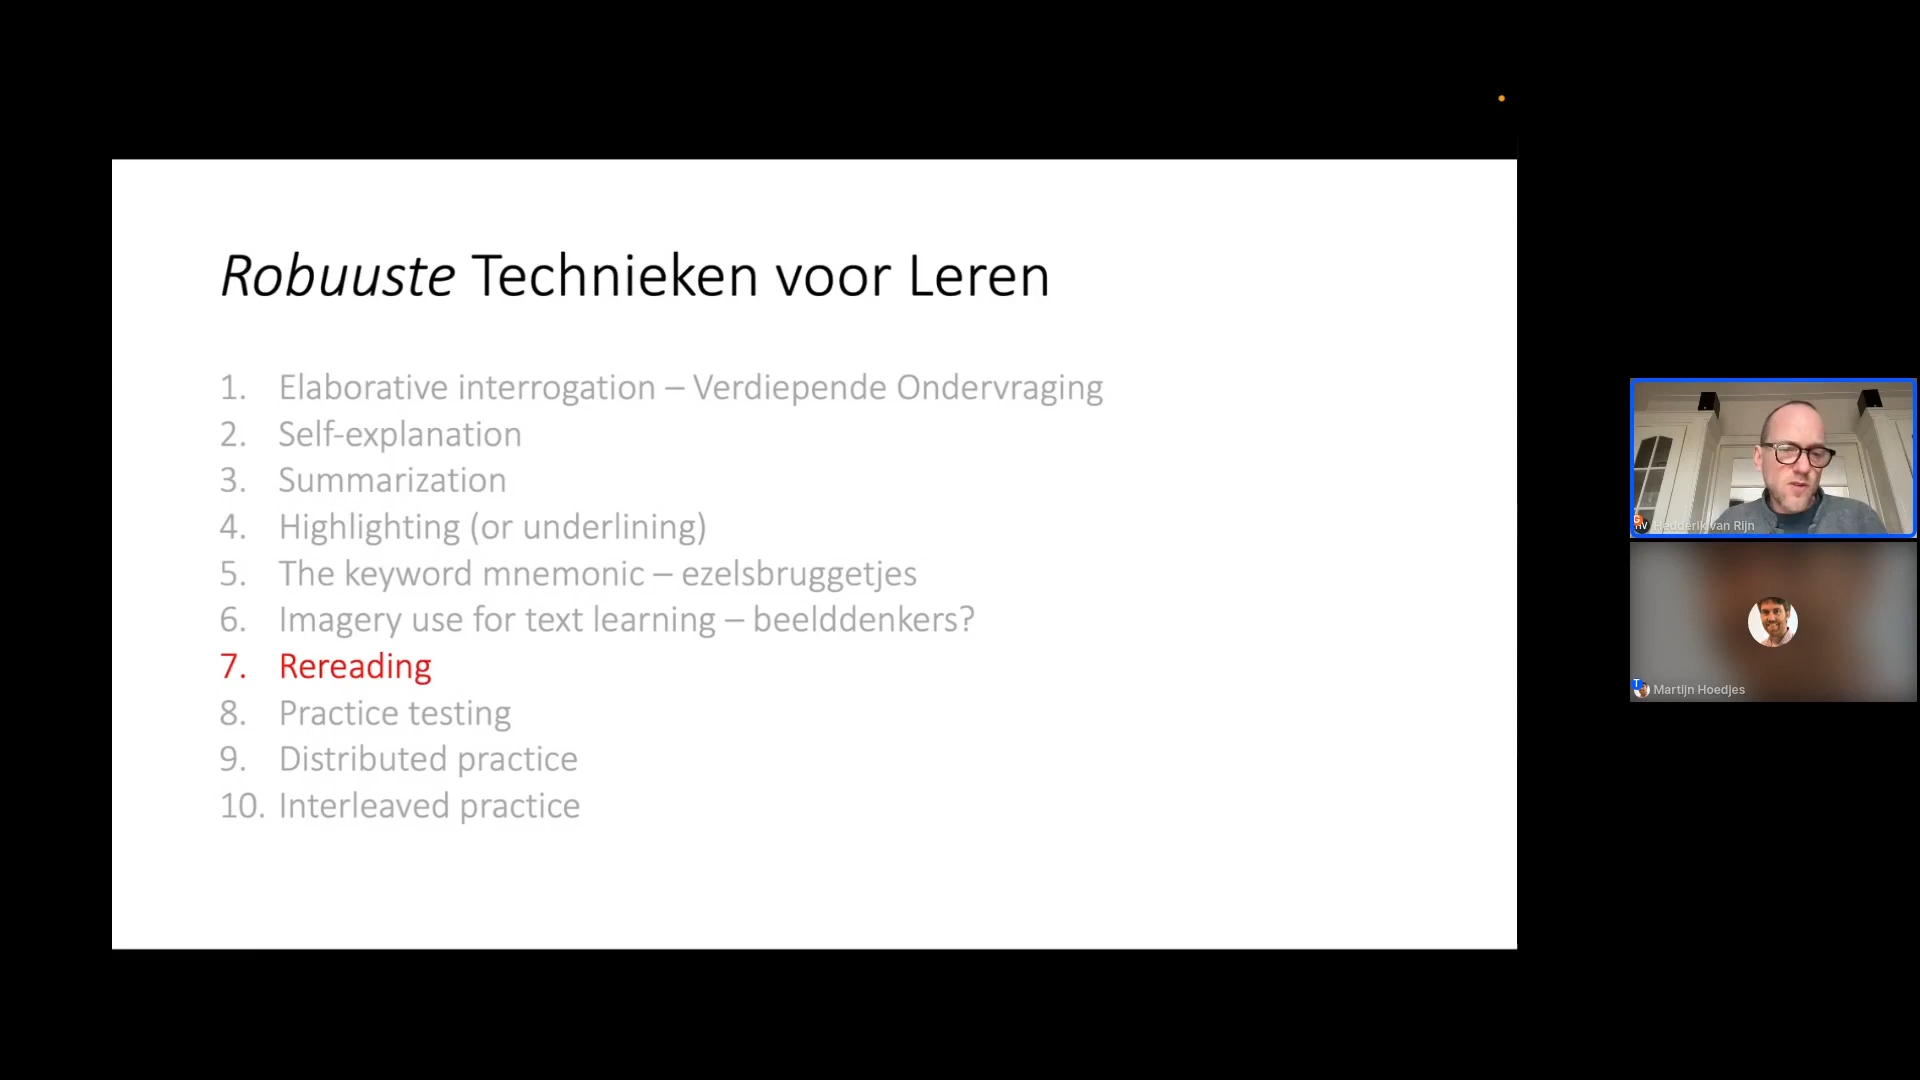 Robuuste Technieken voor Leren
1. Elaborative interrogation – Verdiepende Ondervraging
2. Self-explanation
3. Summarization
4. Highlighting (or underlining)
5. The keyword mnemonic – ezelsbruggetjes
6. Imagery use for text learning – beelddenkers?
7. Rereading
8. Practice testing
9. Distributed practice
10. Interleaved practice
Hedderik van Rijn
T Martijn Hoedjes